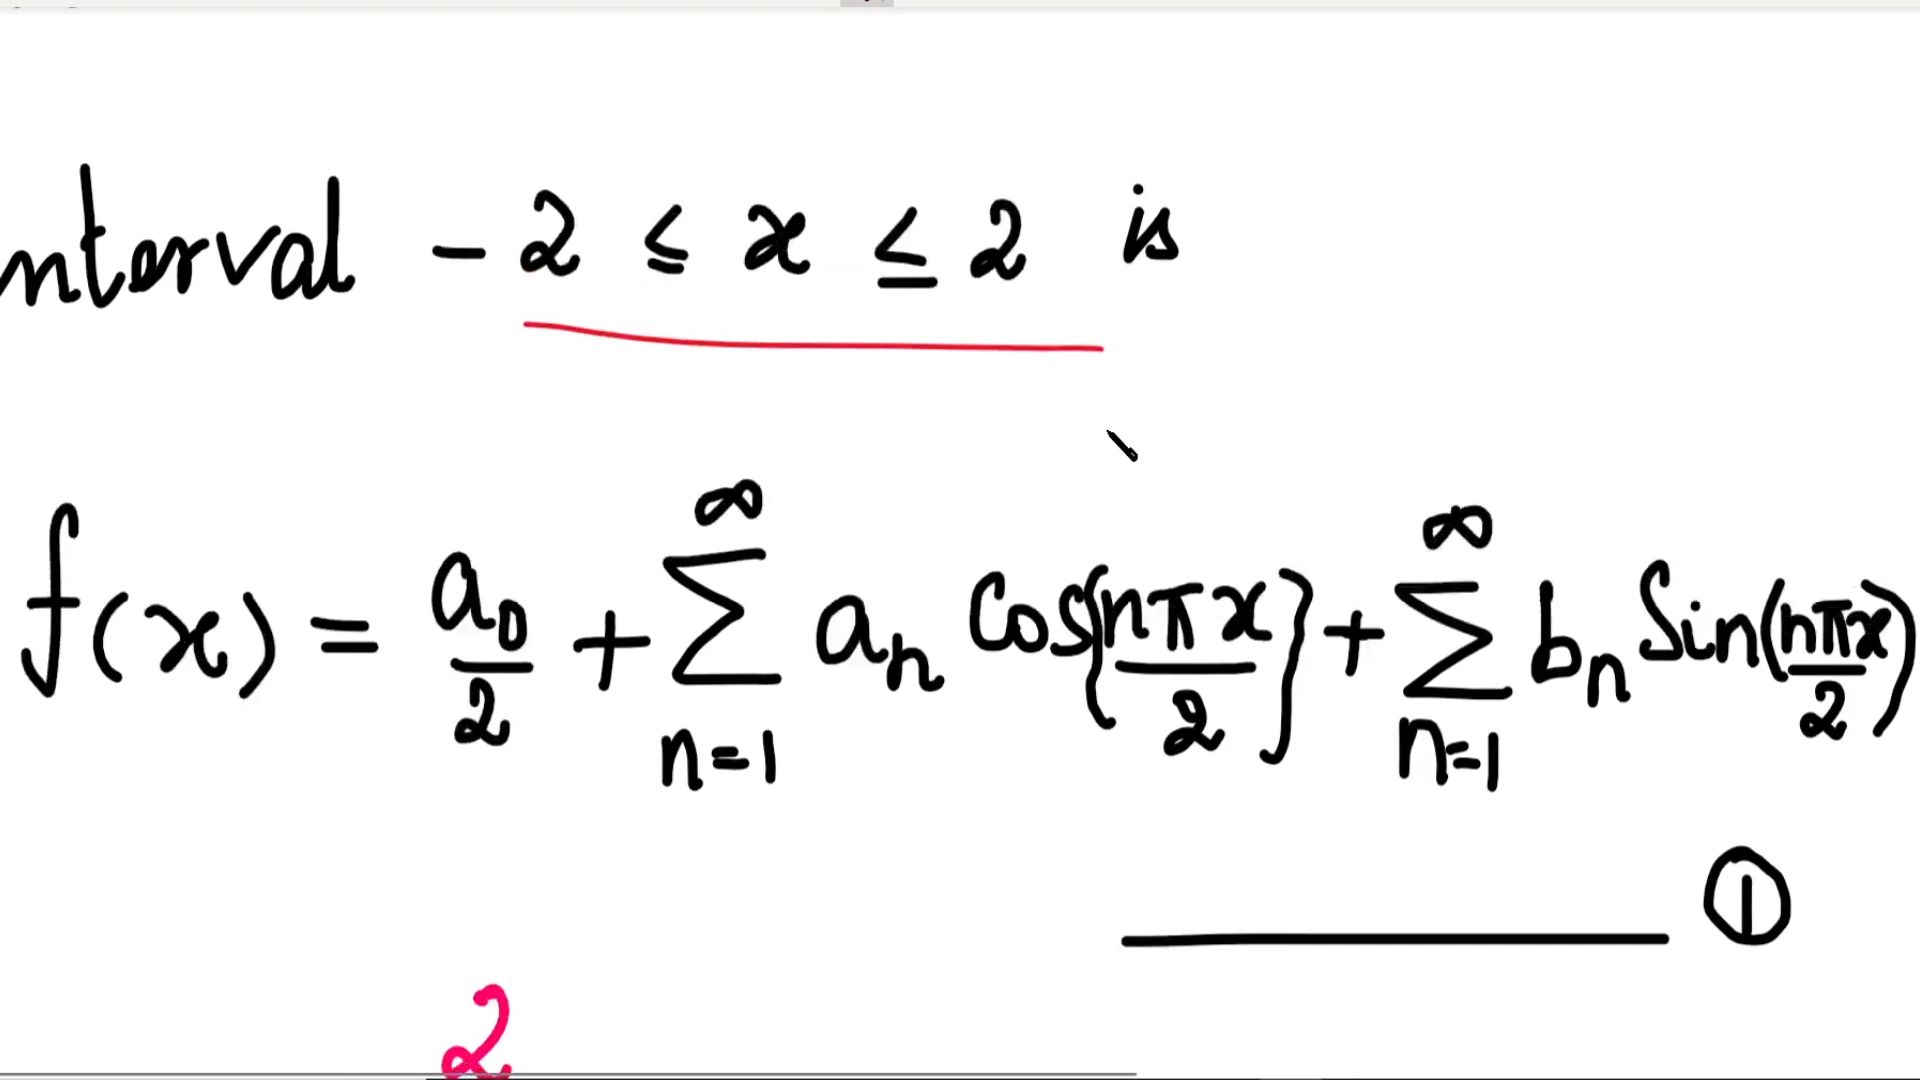 nterval - 2 ≤ x ≤ 2 is
f(x) = a₀/2 + ∑_{n=1}^{∞} aₙ Cos{nπx/2} + ∑_{n=1}^{∞} bₙ Sin(nπx/2)
①
2